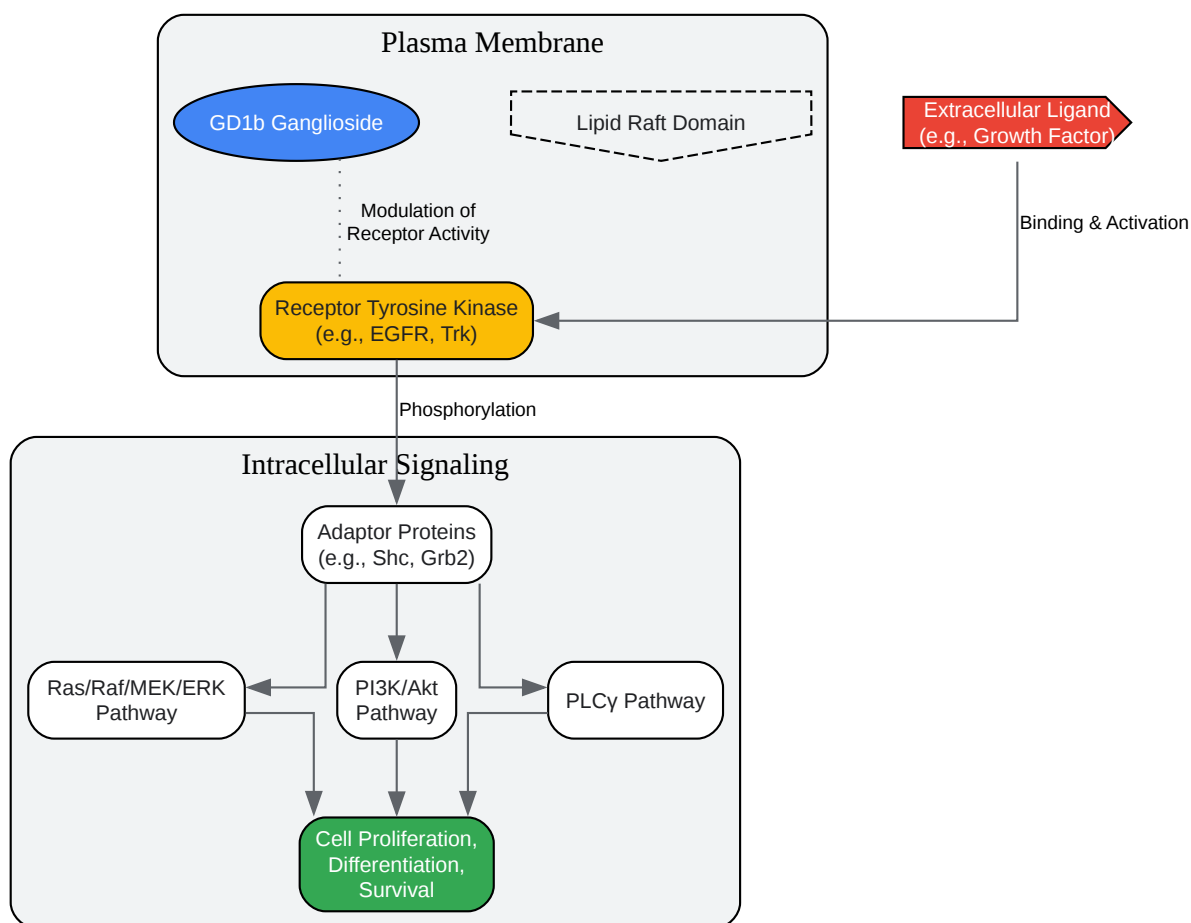 Plasma Membrane
GD1b Ganglioside
Lipid Raft Domain
Extracellular Ligand
(e.g., Growth Factor)
Modulation of
Receptor Activity
Binding & Activation
Receptor Tyrosine Kinase
(e.g., EGFR, Trk)
Phosphorylation
Intracellular Signaling
Adaptor Proteins
(e.g., Shc, Grb2)
Ras/Raf/MEK/ERK
Pathway
PI3K/Akt
Pathway
PLCγ Pathway
Cell Proliferation,
Differentiation,
Survival